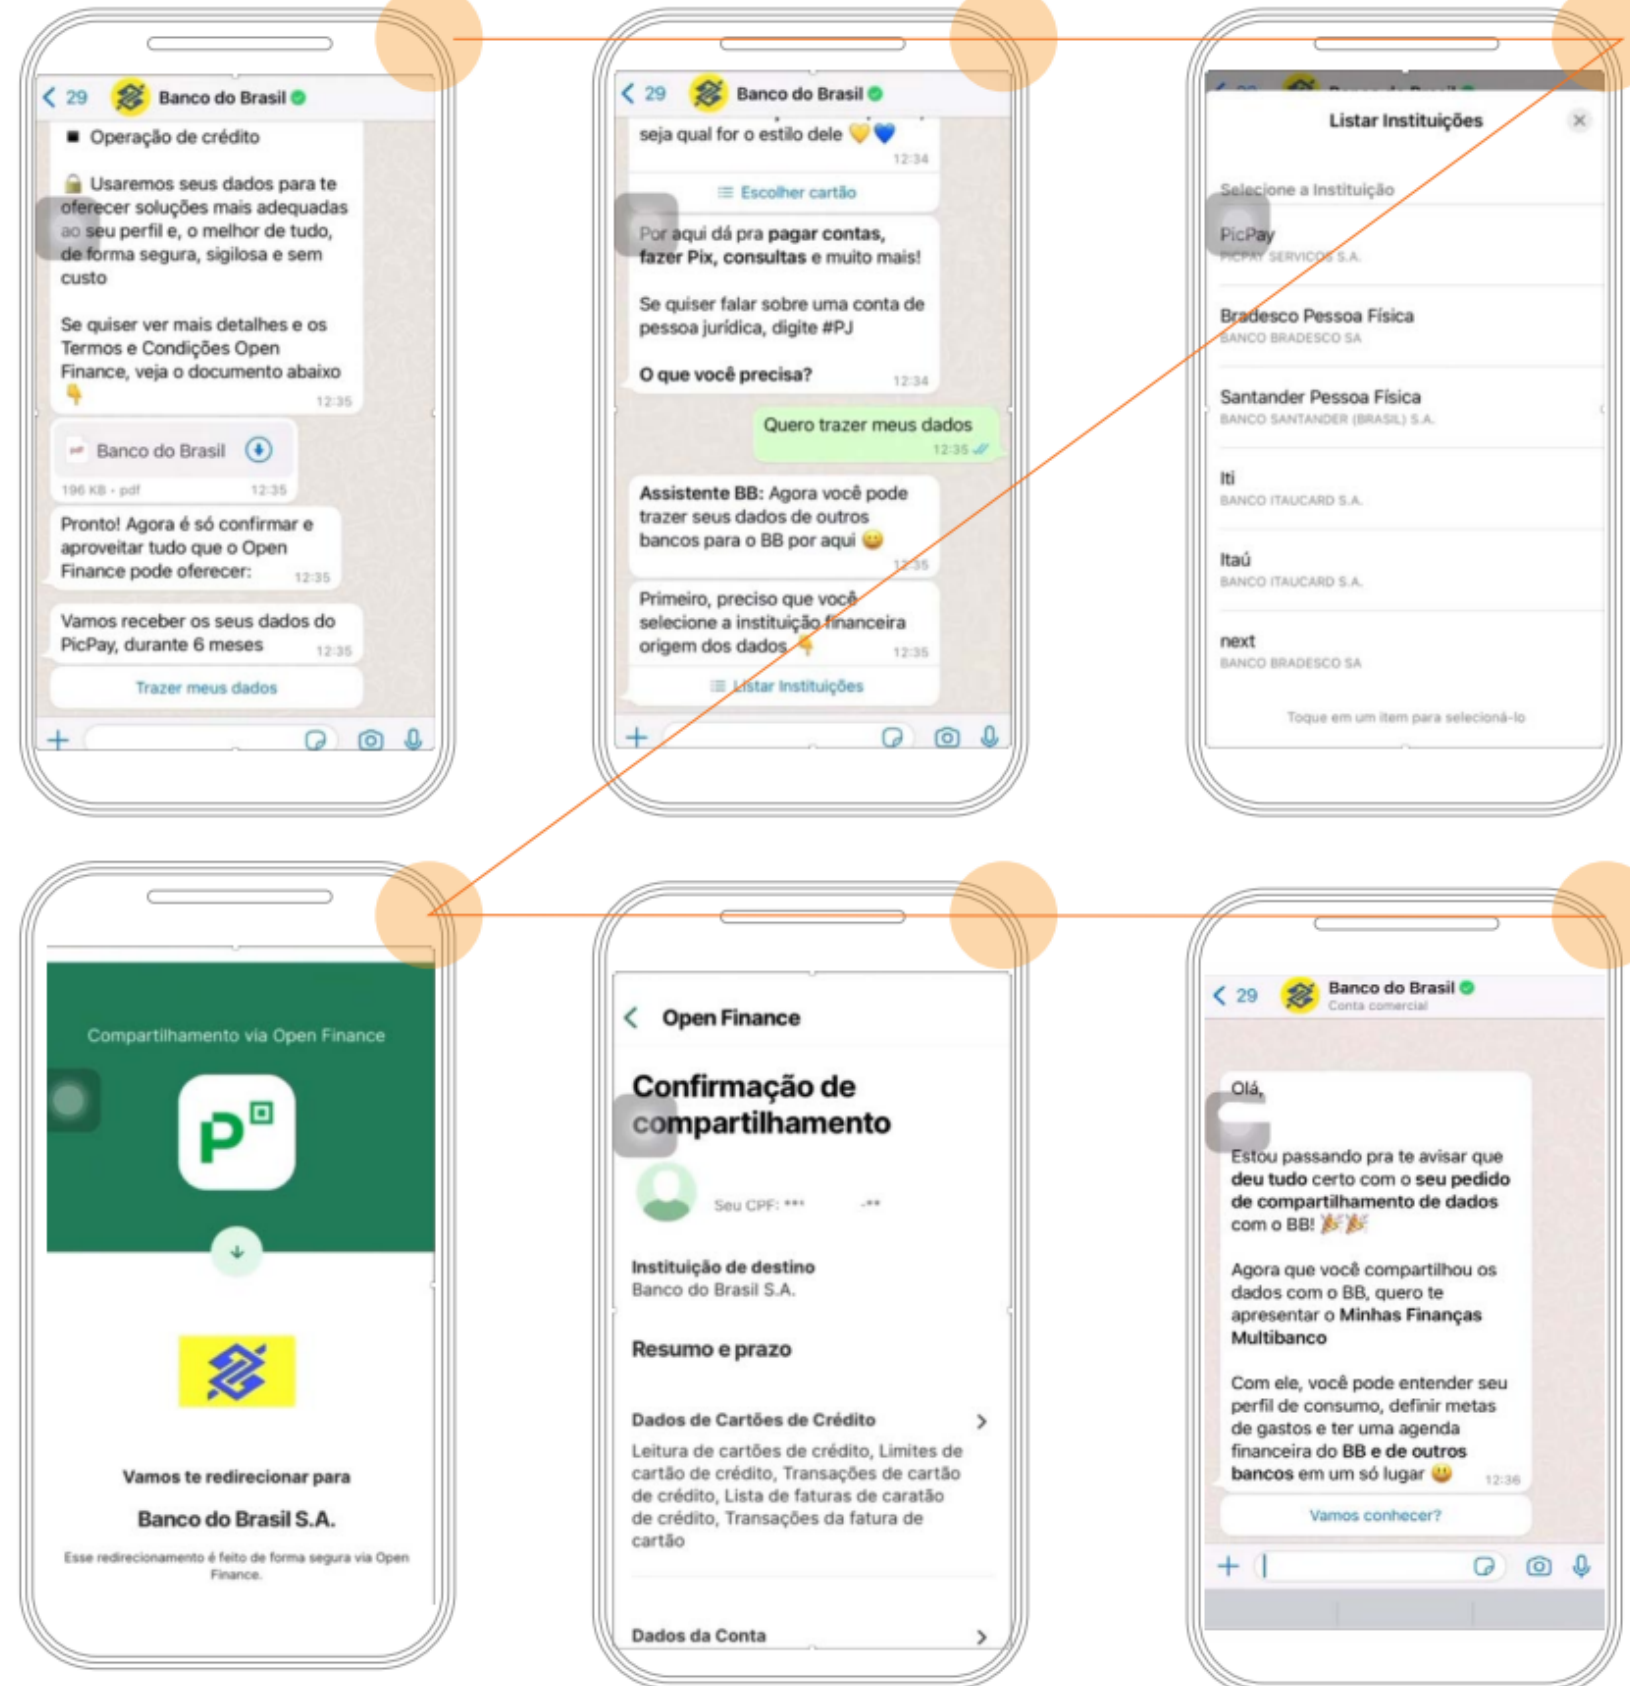 29 Banco do Brasil
Operação de crédito
Usaremos seus dados para te
oferecer soluções mais adequadas
ao seu perfil e, o melhor de tudo,
de forma segura, sigilosa e sem
custo
Se quiser ver mais detalhes e os
Termos e Condições Open
Finance, veja o documento abaixo
12:35
Banco do Brasil
196 KB • pdf 12:35
Pronto! Agora é só confirmar e
aproveitar tudo que o Open
Finance pode oferecer: 12:35
Vamos receber os seus dados do
PicPay, durante 6 meses 12:35
Trazer meus dados
29 Banco do Brasil
seja qual for o estilo dele 💛💙
12:34
Escolher cartão
Por aqui dá pra pagar contas,
fazer Pix, consultas e muito mais!
Se quiser falar sobre uma conta de
pessoa jurídica, digite #PJ
O que você precisa? 12:34
Quero trazer meus dados
12:35
Assistente BB: Agora você pode
trazer seus dados de outros
bancos para o BB por aqui 😀
12:35
Primeiro, preciso que você
selecione a instituição financeira
origem dos dados 👇 12:35
Listar Instituições
Listar Instituições
Selecione a Instituição
PicPay
PICPAY SERVICOS S.A.
Bradesco Pessoa Física
BANCO BRADESCO SA
Santander Pessoa Física
BANCO SANTANDER (BRASIL) S.A.
Iti
BANCO ITAUCARD S.A.
Itaú
BANCO ITAUCARD S.A.
next
BANCO BRADESCO SA
Toque em um item para selecioná-lo
Compartilhamento via Open Finance
Vamos te redirecionar para
Banco do Brasil S.A.
Esse redirecionamento é feito de forma segura via Open
Finance.
Open Finance
Confirmação de
compartilhamento
Seu CPF: *** -**
Instituição de destino
Banco do Brasil S.A.
Resumo e prazo
Dados de Cartões de Crédito
Leitura de cartões de crédito, Limites de
cartão de crédito, Transações de cartão
de crédito, Lista de faturas de caratão
de crédito, Transações da fatura de
cartão
Dados da Conta
29 Banco do Brasil
Conta comercial
Olá,
Estou passando pra te avisar que
deu tudo certo com o seu pedido
de compartilhamento de dados
com o BB! 🎉🎉
Agora que você compartilhou os
dados com o BB, quero te
apresentar o Minhas Finanças
Multibanco
Com ele, você pode entender seu
perfil de consumo, definir metas
de gastos e ter uma agenda
financeira do BB e de outros
bancos em um só lugar 😃 12:36
Vamos conhecer?